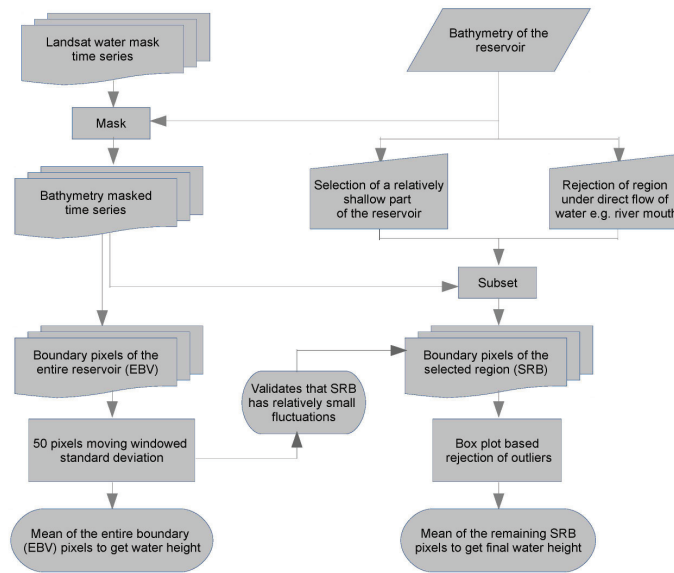 Landsat water mask
time series
Bathymetry of the
reservoir
Mask
Bathymetry masked
time series
Selection of a relatively
shallow part
of the reservoir
Rejection of region
under direct flow of
water e.g. river mouth
Subset
Boundary pixels of the
entire reservoir (EBV)
Validates that SRB
has relatively small
fluctuations
Boundary pixels of the
selected region (SRB)
50 pixels moving windowed
standard deviation
Box plot based
rejection of outliers
Mean of the entire boundary
(EBV) pixels to get water height
Mean of the remaining SRB
pixels to get final water height